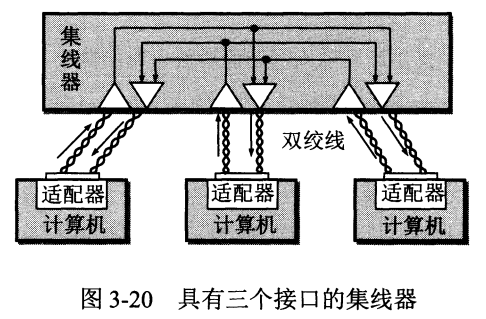 集线器
双绞线
适配器 适配器 适配器
计算机 计算机 计算机
图 3-20 具有三个接口的集线器